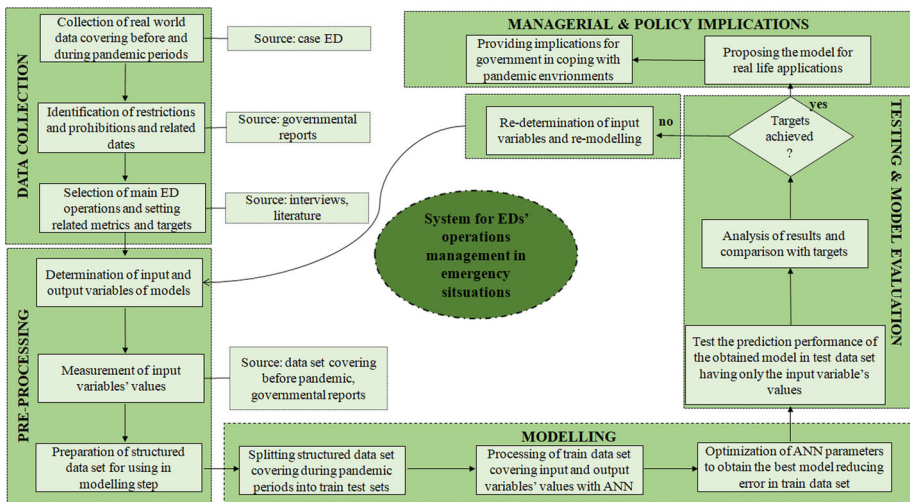 DATA COLLECTION
Collection of real world
data covering before and
during pandemic periods
Source: case ED
Identification of restrictions
and prohibitions and related
dates
Source: governmental
reports
Selection of main ED
operations and setting
related metrics and targets
Source: interviews,
literature
PRE-PROCESSING
Determination of input and
output variables of models
Measurement of input
variables' values
Source: data set covering
before pandemic,
governmental reports
Preparation of structured
data set for using in
modelling step
MODELLING
Splitting structured data set
covering during pandemic
periods into train test sets
Processing of train data set
covering input and output
variables' values with ANN
Optimization of ANN parameters
to obtain the best model reducing
error in train data set
TESTING & MODEL EVALUATION
Test the prediction performance of
the obtained model in test data set
having only the input variable's
values
Analysis of results and
comparison with targets
Targets
achieved
?
yes
no
Re-determination of input
variables and re-modelling
MANAGERIAL & POLICY IMPLICATIONS
Proposing the model for
real life applications
Providing implications for
government in coping with
pandemic envrionments
System for EDs'
operations
management in
emergency
sitsuations